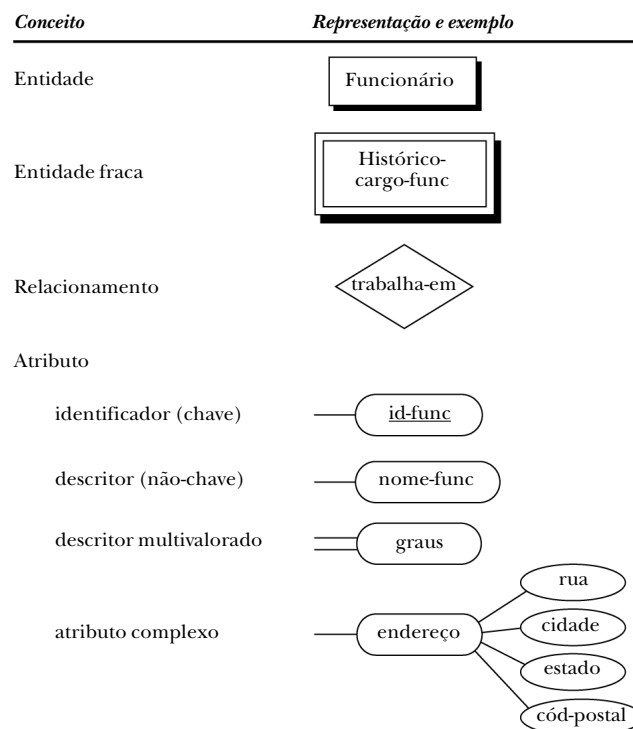 Conceito Representação e exemplo
Entidade Funcionário
Entidade fraca Histórico-
cargo-func
Relacionamento trabalha-em
Atributo
identificador (chave) id-func
descritor (não-chave) nome-func
descritor multivalorado graus
rua
atributo complexo endereço cidade
estado
cód-postal